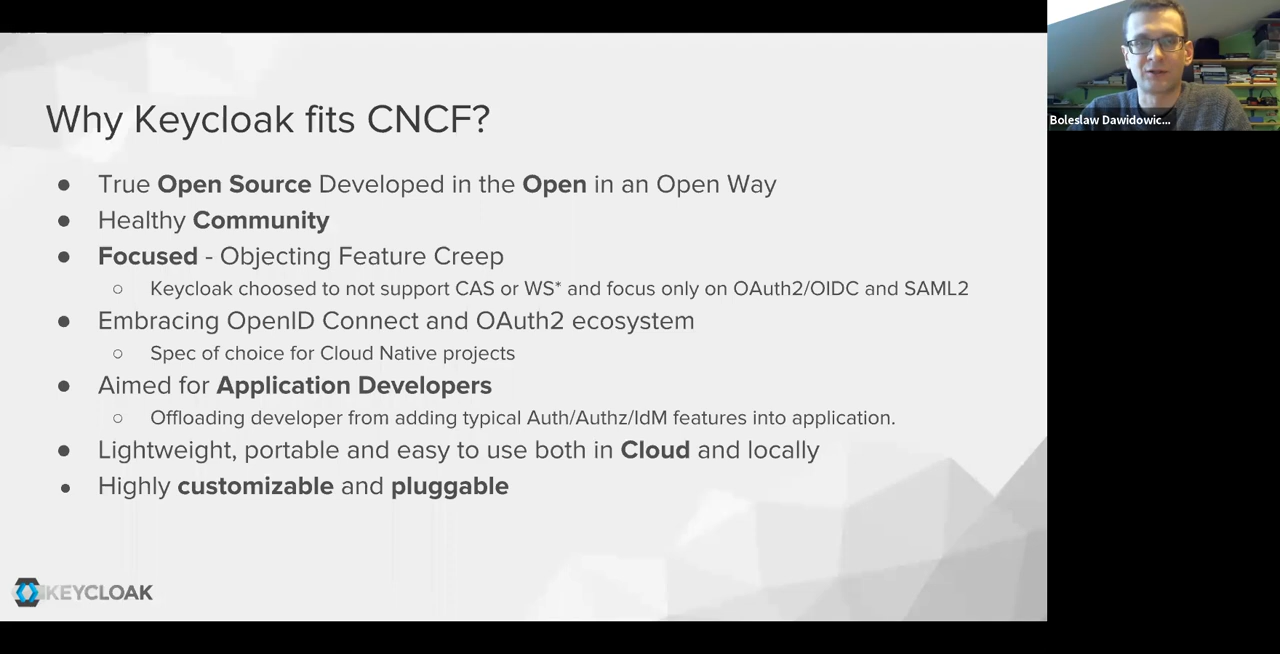 Why Keycloak fits CNCF?
● True Open Source Developed in the Open in an Open Way
● Healthy Community
● Focused - Objecting Feature Creep
○ Keycloak choosed to not support CAS or WS* and focus only on OAuth2/OIDC and SAML2
● Embracing OpenID Connect and OAuth2 ecosystem
○ Spec of choice for Cloud Native projects
● Aimed for Application Developers
○ Offloading developer from adding typical Auth/Authz/IdM features into application.
● Lightweight, portable and easy to use both in Cloud and locally
● Highly customizable and pluggable
KEYCLOAK
Boleslaw Dawidowic...